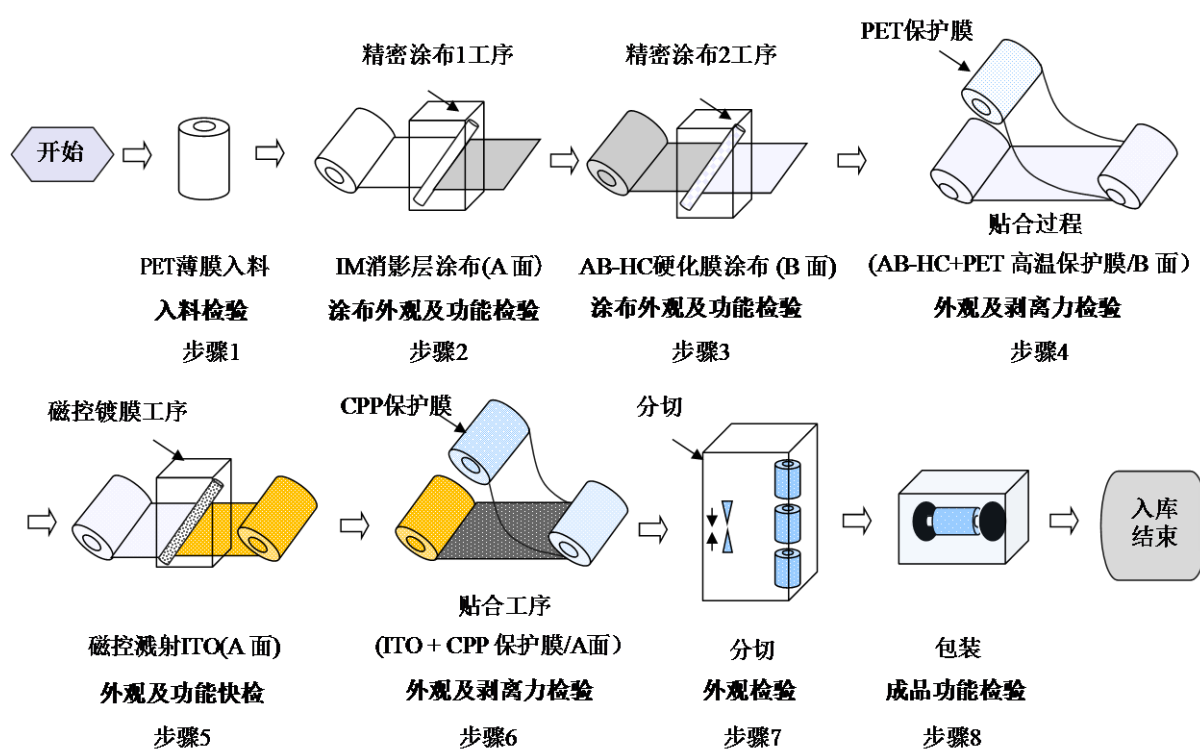 开始
精密涂布1工序
精密涂布2工序
PET保护膜
贴合过程
PET薄膜入料
IM消影层涂布(A 面)
AB-HC硬化膜涂布 (B 面)
(AB-HC+PET 高温保护膜/B 面)
入料检验
涂布外观及功能检验
涂布外观及功能检验
外观及剥离力检验
步骤1
步骤2
步骤3
步骤4
磁控镀膜工序
CPP保护膜
分切
入库
结束
贴合工序
磁控溅射ITO(A 面)
(ITO + CPP 保护膜/A面)
分切
包装
外观及功能快检
外观及剥离力检验
外观检验
成品功能检验
步骤5
步骤6
步骤7
步骤8